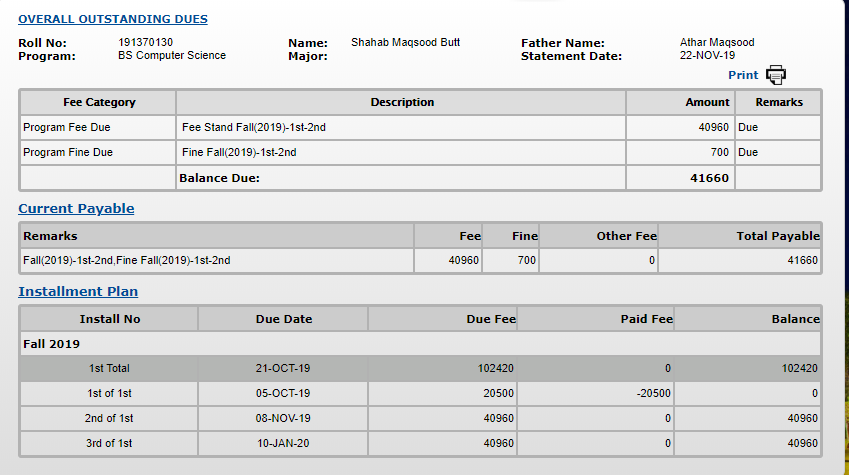 OVERALL OUTSTANDING DUES
Roll No: 191370130 Name: Shahab Maqsood Butt Father Name: Athar Maqsood
Program: BS Computer Science Major: Statement Date: 22-NOV-19
Print
Fee Category Description Amount Remarks
Program Fee Due Fee Stand Fall(2019)-1st-2nd 40960 Due
Program Fine Due Fine Fall(2019)-1st-2nd 700 Due
Balance Due: 41660
Current Payable
Remarks Fee Fine Other Fee Total Payable
Fall(2019)-1st-2nd,Fine Fall(2019)-1st-2nd 40960 700 0 41660
Installment Plan
Install No Due Date Due Fee Paid Fee Balance
Fall 2019
1st Total 21-OCT-19 102420 0 102420
1st of 1st 05-OCT-19 20500 -20500 0
2nd of 1st 08-NOV-19 40960 0 40960
3rd of 1st 10-JAN-20 40960 0 40960